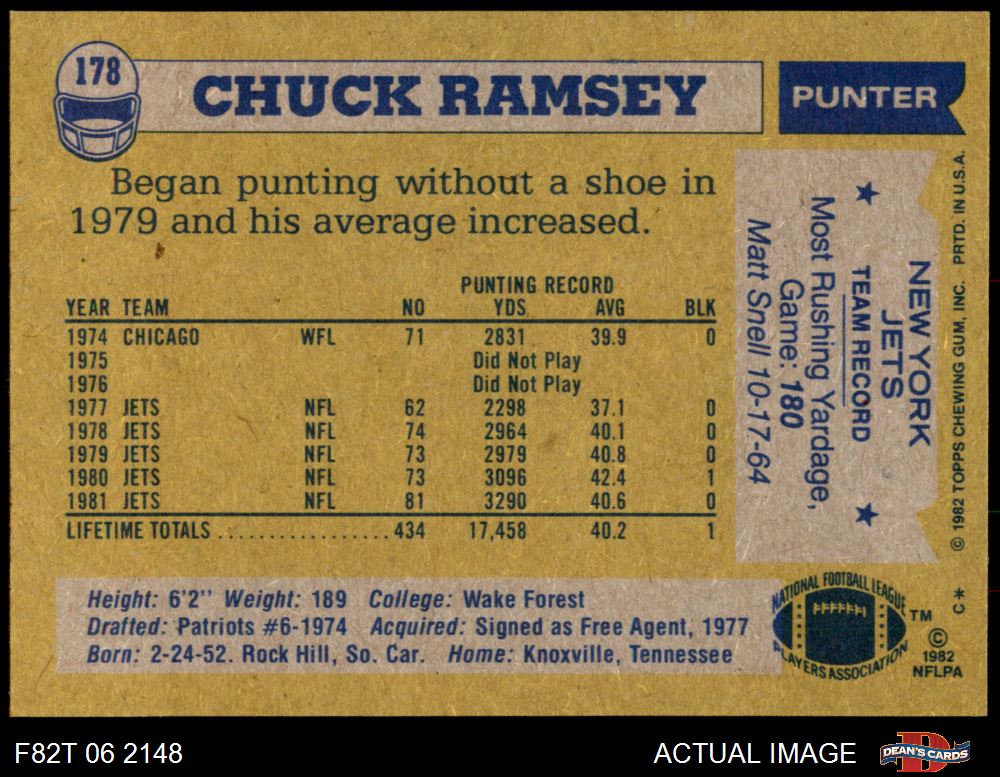 178
CHUCK RAMSEY
PUNTER
Began punting without a shoe in
1979 and his average increased.
PUNTING RECORD
YEAR TEAM NO YDS. AVG BLK
1974 CHICAGO WFL 71 2831 39.9 0
1975 Did Not Play
1976 Did Not Play
1977 JETS NFL 62 2298 37.1 0
1978 JETS NFL 74 2964 40.1 0
1979 JETS NFL 73 2979 40.8 0
1980 JETS NFL 73 3096 42.4 1
1981 JETS NFL 81 3290 40.6 0
LIFETIME TOTALS ................. 434 17,458 40.2 1
NEW YORK
JETS
★ TEAM RECORD ★
Most Rushing Yardage,
Game: 180
Matt Snell 10-17-64
© 1982 TOPPS CHEWING GUM, INC. PRTD. IN U.S.A.
Height: 6'2" Weight: 189 College: Wake Forest
Drafted: Patriots #6-1974 Acquired: Signed as Free Agent, 1977
Born: 2-24-52. Rock Hill, So. Car. Home: Knoxville, Tennessee
NATIONAL FOOTBALL LEAGUE
PLAYERS ASSOCIATION
TM
C*
©
1982
NFLPA
F82T 06 2148
ACTUAL IMAGE
DEAN'S CARDS